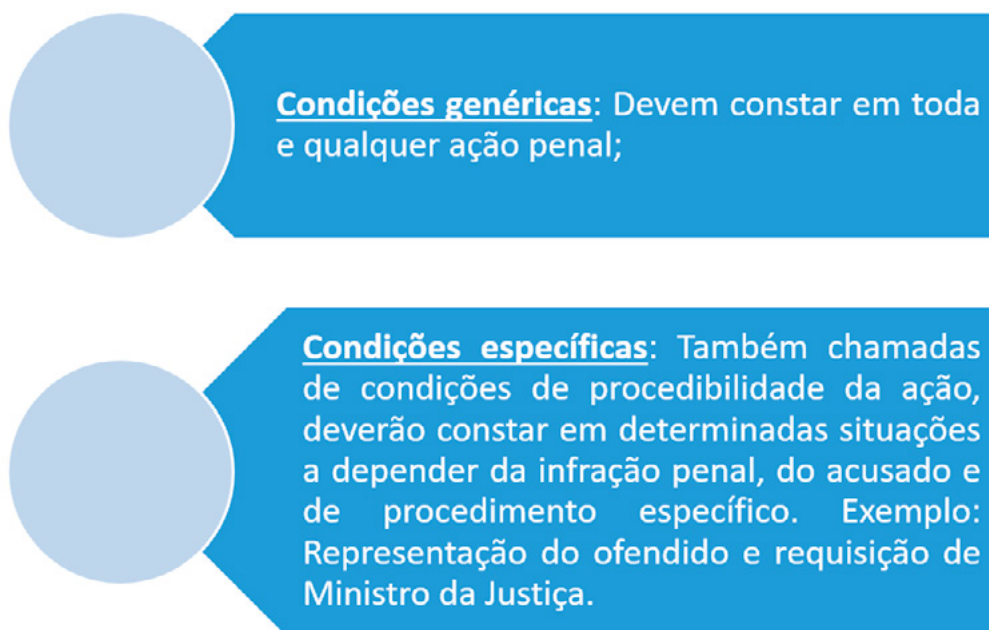 Condições genéricas: Devem constar em toda
e qualquer ação penal;
Condições específicas: Também chamadas
de condições de procedibilidade da ação,
deverão constar em determinadas situações
a depender da infração penal, do acusado e
de procedimento específico. Exemplo:
Representação do ofendido e requisição de
Ministro da Justiça.